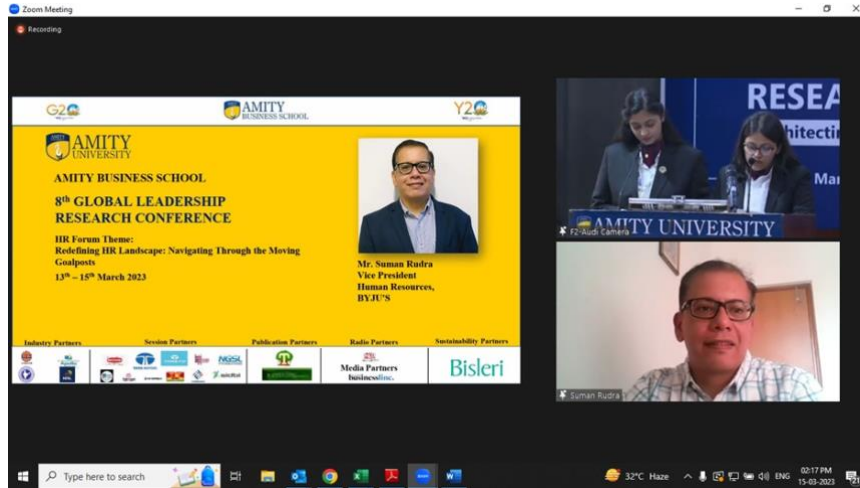 Zoom Meeting
Recording
G20
AMITY
BUSINESS SCHOOL
Y20
AMITY
UNIVERSITY
AMITY BUSINESS SCHOOL
8th GLOBAL LEADERSHIP
RESEARCH CONFERENCE
HR Forum Theme:
Redefining HR Landscape: Navigating Through the Moving
Goalposts
13th – 15th March 2023
Mr. Suman Rudra
Vice President
Human Resources,
BYJU'S
Industry Partners
Session Partners
Publication Partners
Radio Partners
Sustainability Partners
NGSL
Media Partners
businessline.
Bisleri
RESEA
hitectin
Mar
AMITY UNIVERSITY
F2-Audi Camera
Suman Rudra
Type here to search
32°C Haze
ENG
02:17 PM
15-03-2023